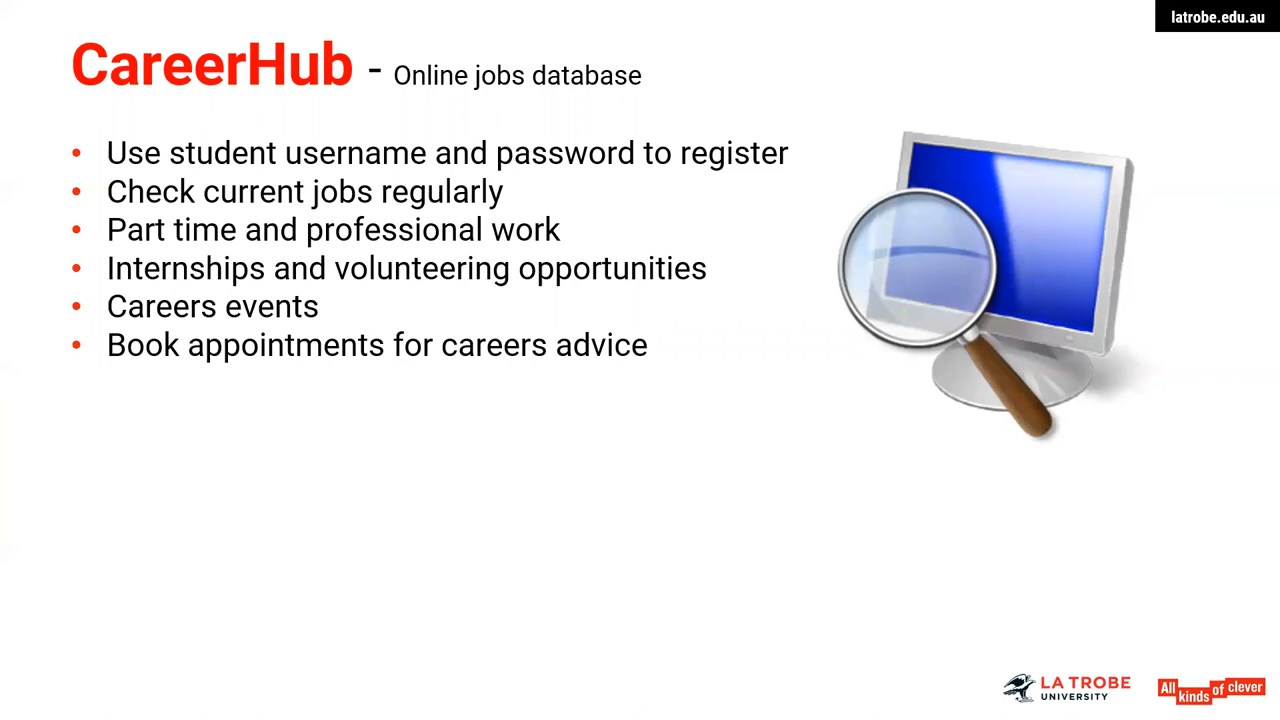 latrobe.edu.au
CareerHub - Online jobs database
• Use student username and password to register
• Check current jobs regularly
• Part time and professional work
• Internships and volunteering opportunities
• Careers events
• Book appointments for careers advice
LA TROBE
UNIVERSITY
All kinds of clever